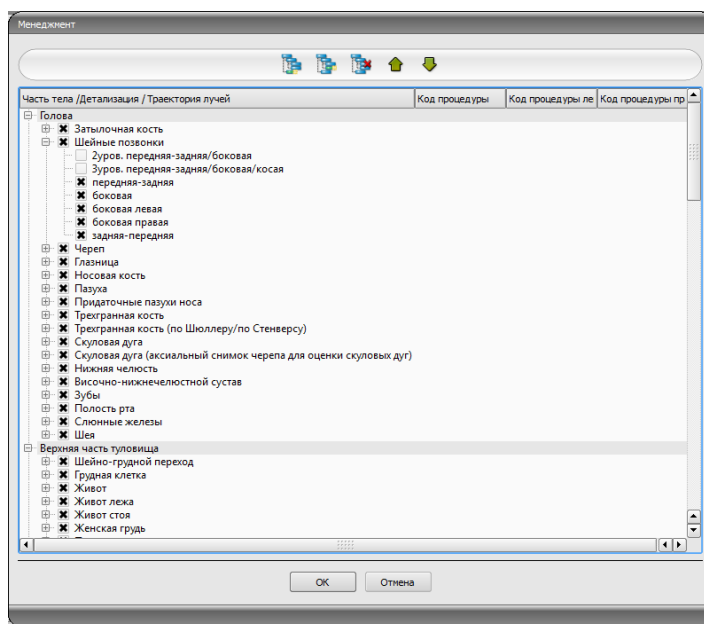 Менеджмент
Часть тела /Детализация / Траектория лучей Код процедуры Код процедуры ле Код процедуры пр
Голова
Затылочная кость
Шейные позвонки
2уров. передняя-задняя/боковая
3уров. передняя-задняя/боковая/косая
передняя-задняя
боковая
боковая левая
боковая правая
задняя-передняя
Череп
Глазница
Носовая кость
Пазуха
Придаточные пазухи носа
Трехгранная кость
Трехгранная кость (по Шюллеру/по Стенверсу)
Скуловая дуга
Скуловая дуга (аксиальный снимок черепа для оценки скуловых дуг)
Нижняя челюсть
Височно-нижнечелюстной сустав
Зубы
Полость рта
Слюнные железы
Шея
Верхняя часть туловища
Шейно-грудной переход
Грудная клетка
Живот
Живот лежа
Живот стоя
Женская грудь
OK Отмена